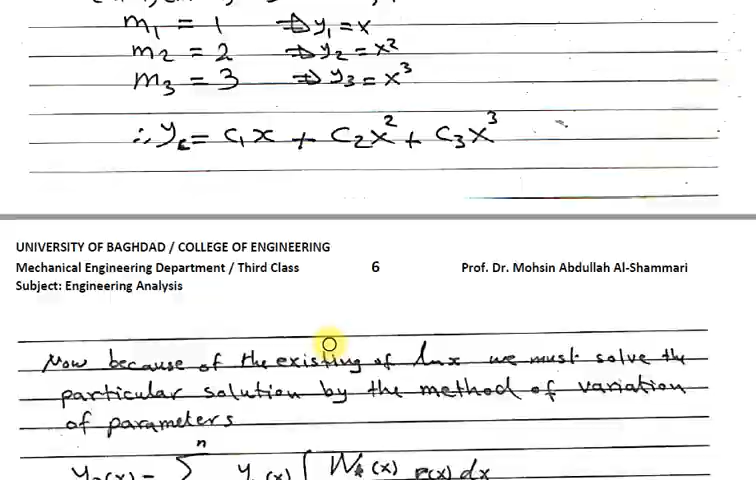 m₁ = 1 ⇒ y₁ = x
m₂ = 2 ⇒ y₂ = x²
m₃ = 3 ⇒ y₃ = x³
∴ y꜀ = c₁x + c₂x² + c₃x³
UNIVERSITY OF BAGHDAD / COLLEGE OF ENGINEERING
Mechanical Engineering Department / Third Class 6 Prof. Dr. Mohsin Abdullah Al-Shammari
Subject: Engineering Analysis
Now because of the existing of lnx we must solve the
particular solution by the method of variation
of parameters